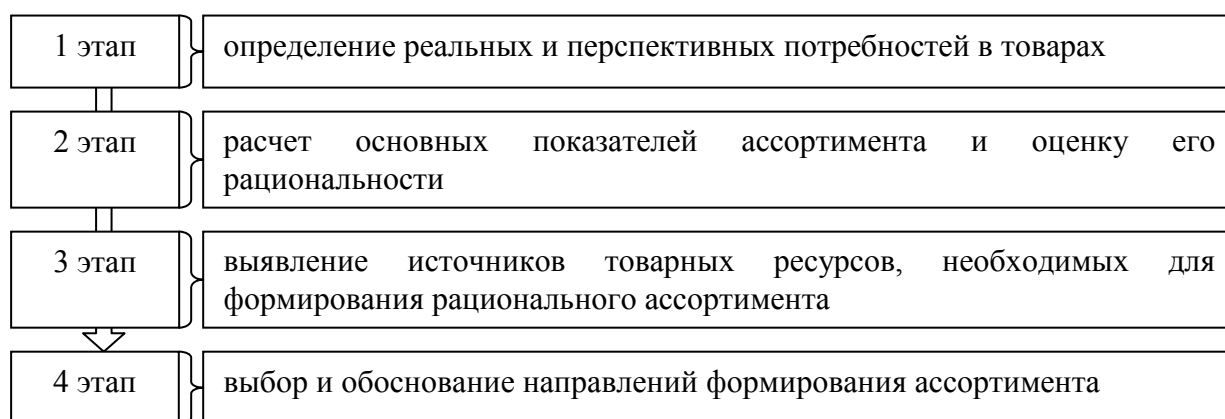 1 этап
определение реальных и перспективных потребностей в товарах
2 этап
расчет основных показателей ассортимента и оценку его
рациональности
3 этап
выявление источников товарных ресурсов, необходимых для
формирования рационального ассортимента
4 этап
выбор и обоснование направлений формирования ассортимента